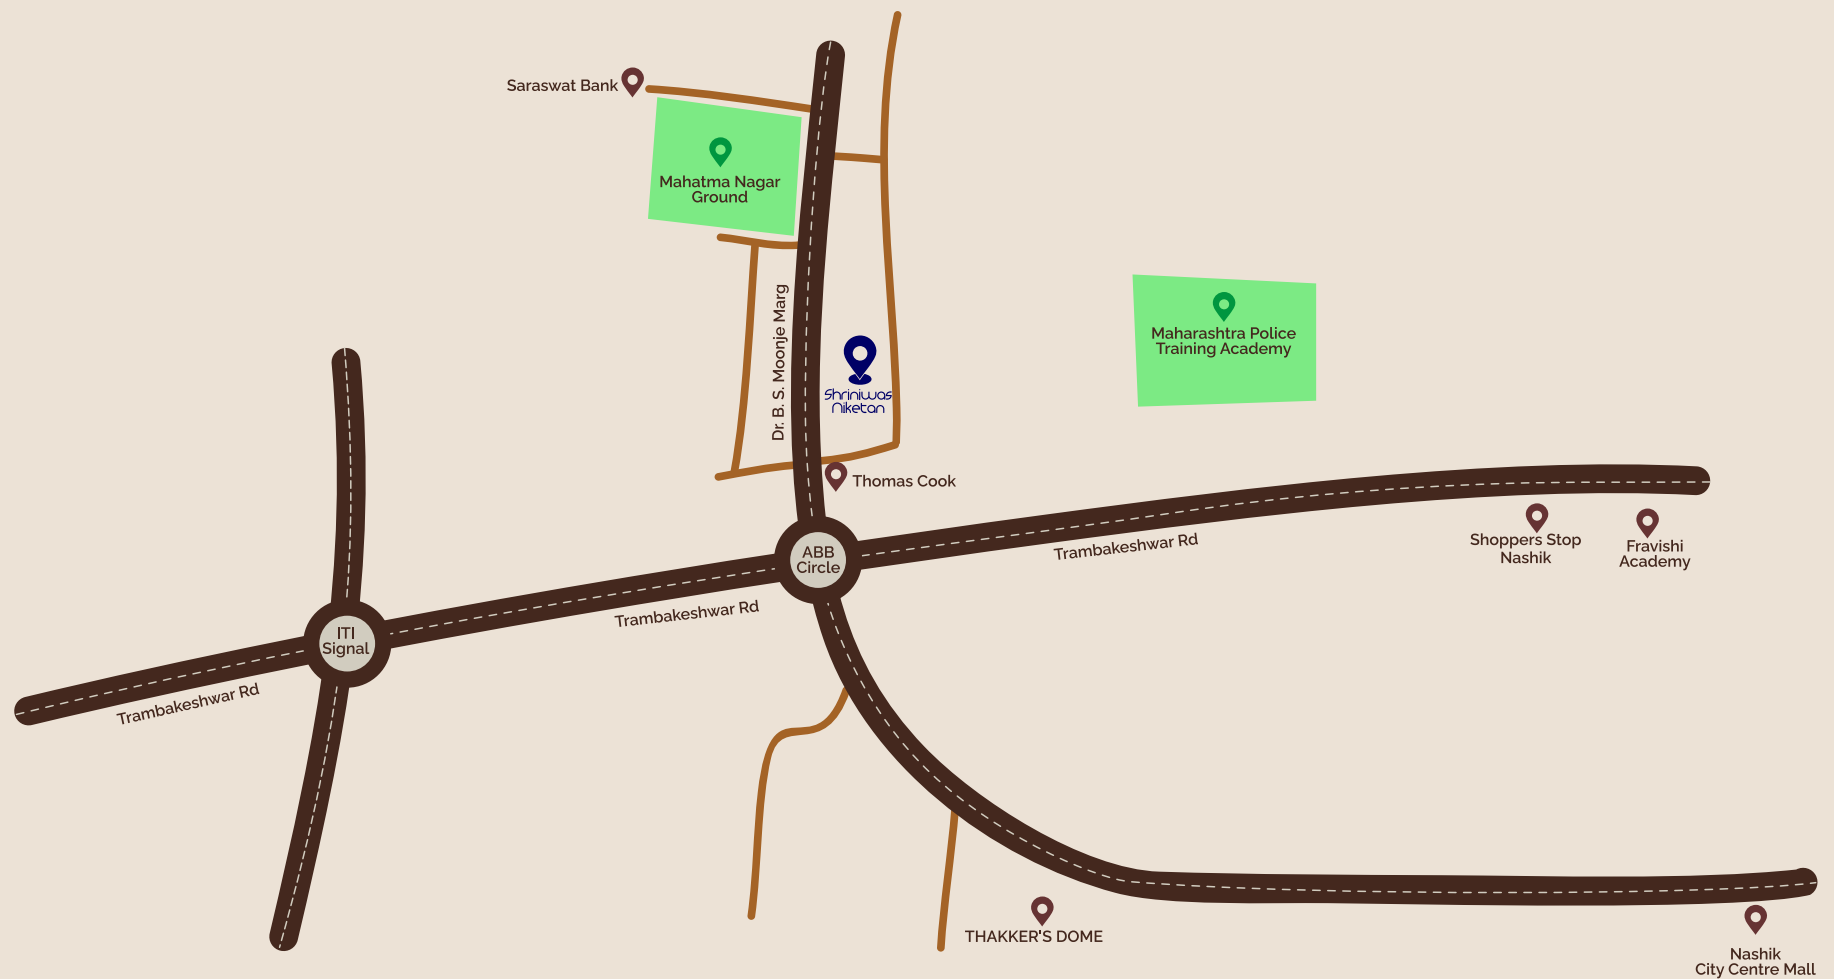 Saraswat Bank
Mahatma Nagar
Ground
Dr. B. S. Moonje Marg
Shriniwas
Niketan
Maharashtra Police
Training Academy
Thomas Cook
ABB
Circle
Trambakeshwar Rd
Shoppers Stop
Nashik
Fravishi
Academy
Trambakeshwar Rd
ITI
Signal
Trambakeshwar Rd
THAKKER'S DOME
Nashik
City Centre Mall